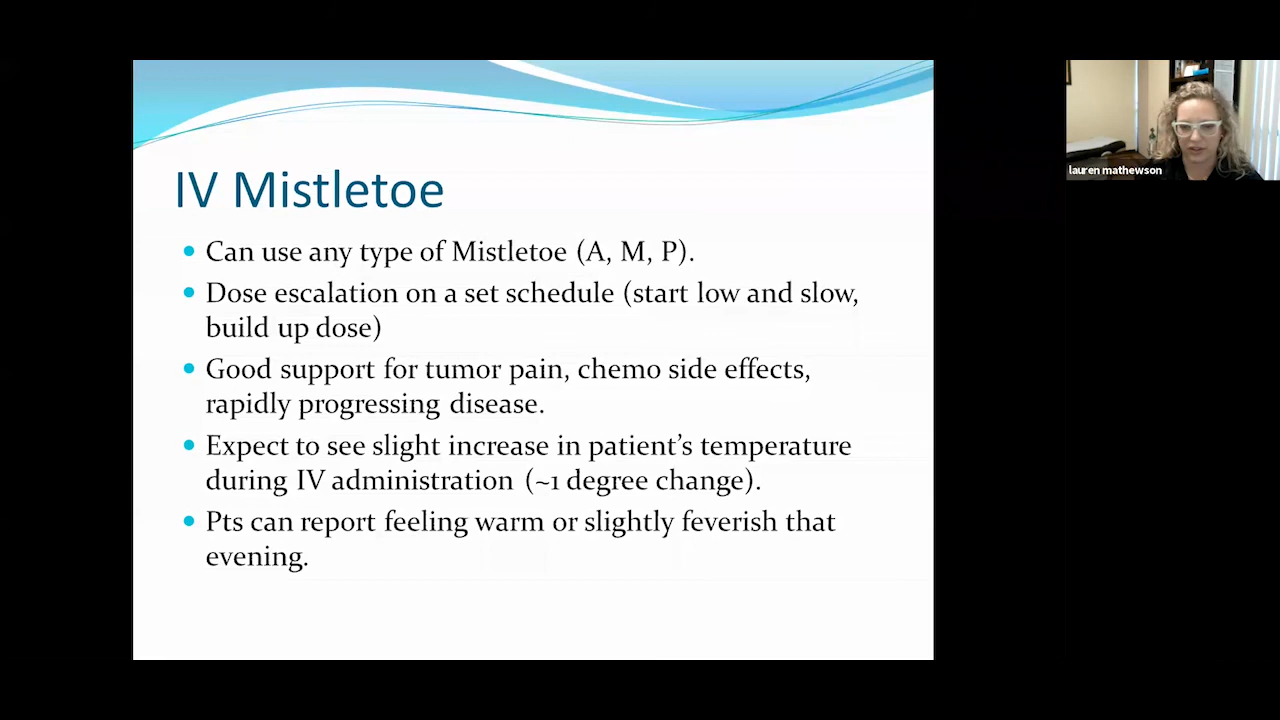 IV Mistletoe
Can use any type of Mistletoe (A, M, P).
Dose escalation on a set schedule (start low and slow,
build up dose)
Good support for tumor pain, chemo side effects,
rapidly progressing disease.
Expect to see slight increase in patient’s temperature
during IV administration (~1 degree change).
Pts can report feeling warm or slightly feverish that
evening.
lauren mathewson